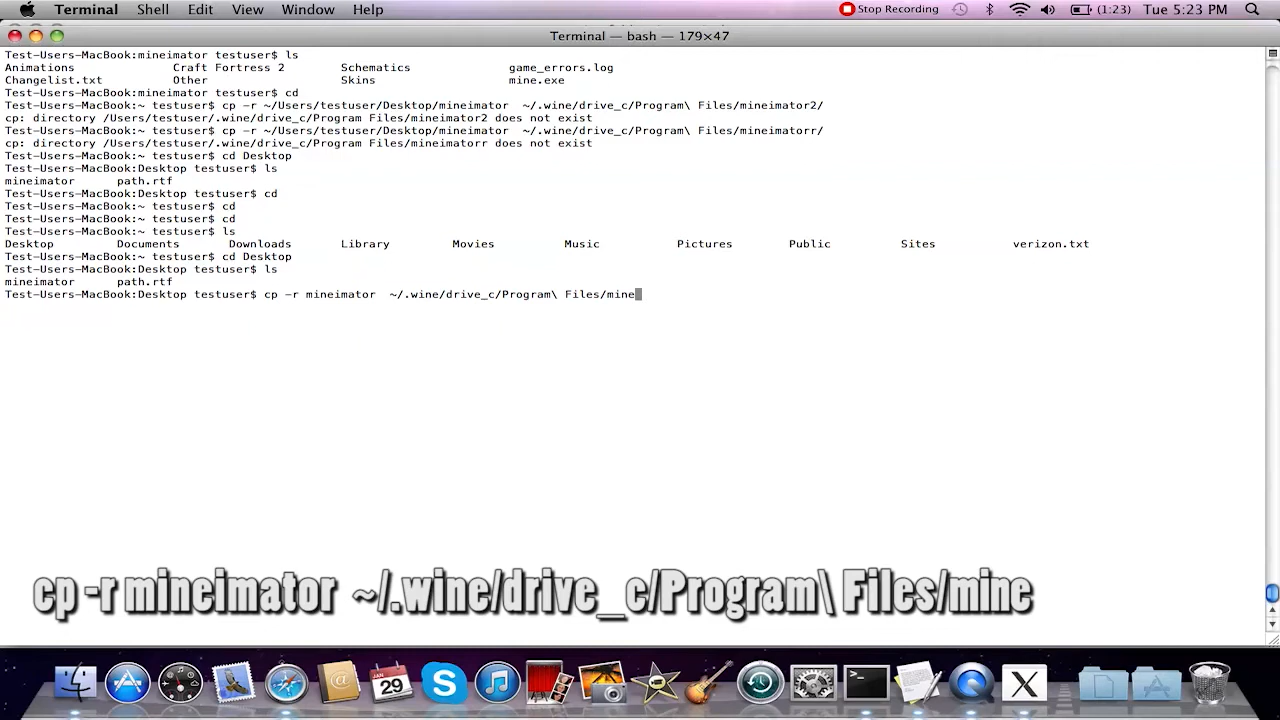 Terminal Shell Edit View Window Help Stop Recording (1:23) Tue 5:23 PM
Terminal — bash — 179×47
Test-Users-MacBook:mineimator testuser$ ls
Animations Craft Fortress 2 Schematics game_errors.log
Changelist.txt Other Skins mine.exe
Test-Users-MacBook:mineimator testuser$ cd
Test-Users-MacBook:~ testuser$ cp -r ~/Users/testuser/Desktop/mineimator ~/.wine/drive_c/Program\ Files/mineimator2/
cp: directory /Users/testuser/.wine/drive_c/Program Files/mineimator2 does not exist
Test-Users-MacBook:~ testuser$ cp -r ~/Users/testuser/Desktop/mineimator ~/.wine/drive_c/Program\ Files/mineimatorr/
cp: directory /Users/testuser/.wine/drive_c/Program Files/mineimatorr does not exist
Test-Users-MacBook:~ testuser$ cd Desktop
Test-Users-MacBook:Desktop testuser$ ls
mineimator path.rtf
Test-Users-MacBook:Desktop testuser$ cd
Test-Users-MacBook:~ testuser$ cd
Test-Users-MacBook:~ testuser$ cd
Test-Users-MacBook:~ testuser$ ls
Desktop Documents Downloads Library Movies Music Pictures Public Sites verizon.txt
Test-Users-MacBook:~ testuser$ cd Desktop
Test-Users-MacBook:Desktop testuser$ ls
mineimator path.rtf
Test-Users-MacBook:Desktop testuser$ cp -r mineimator ~/.wine/drive_c/Program\ Files/mine
cp -r mineimator ~/.wine/drive_c/Program\ Files/mine
29